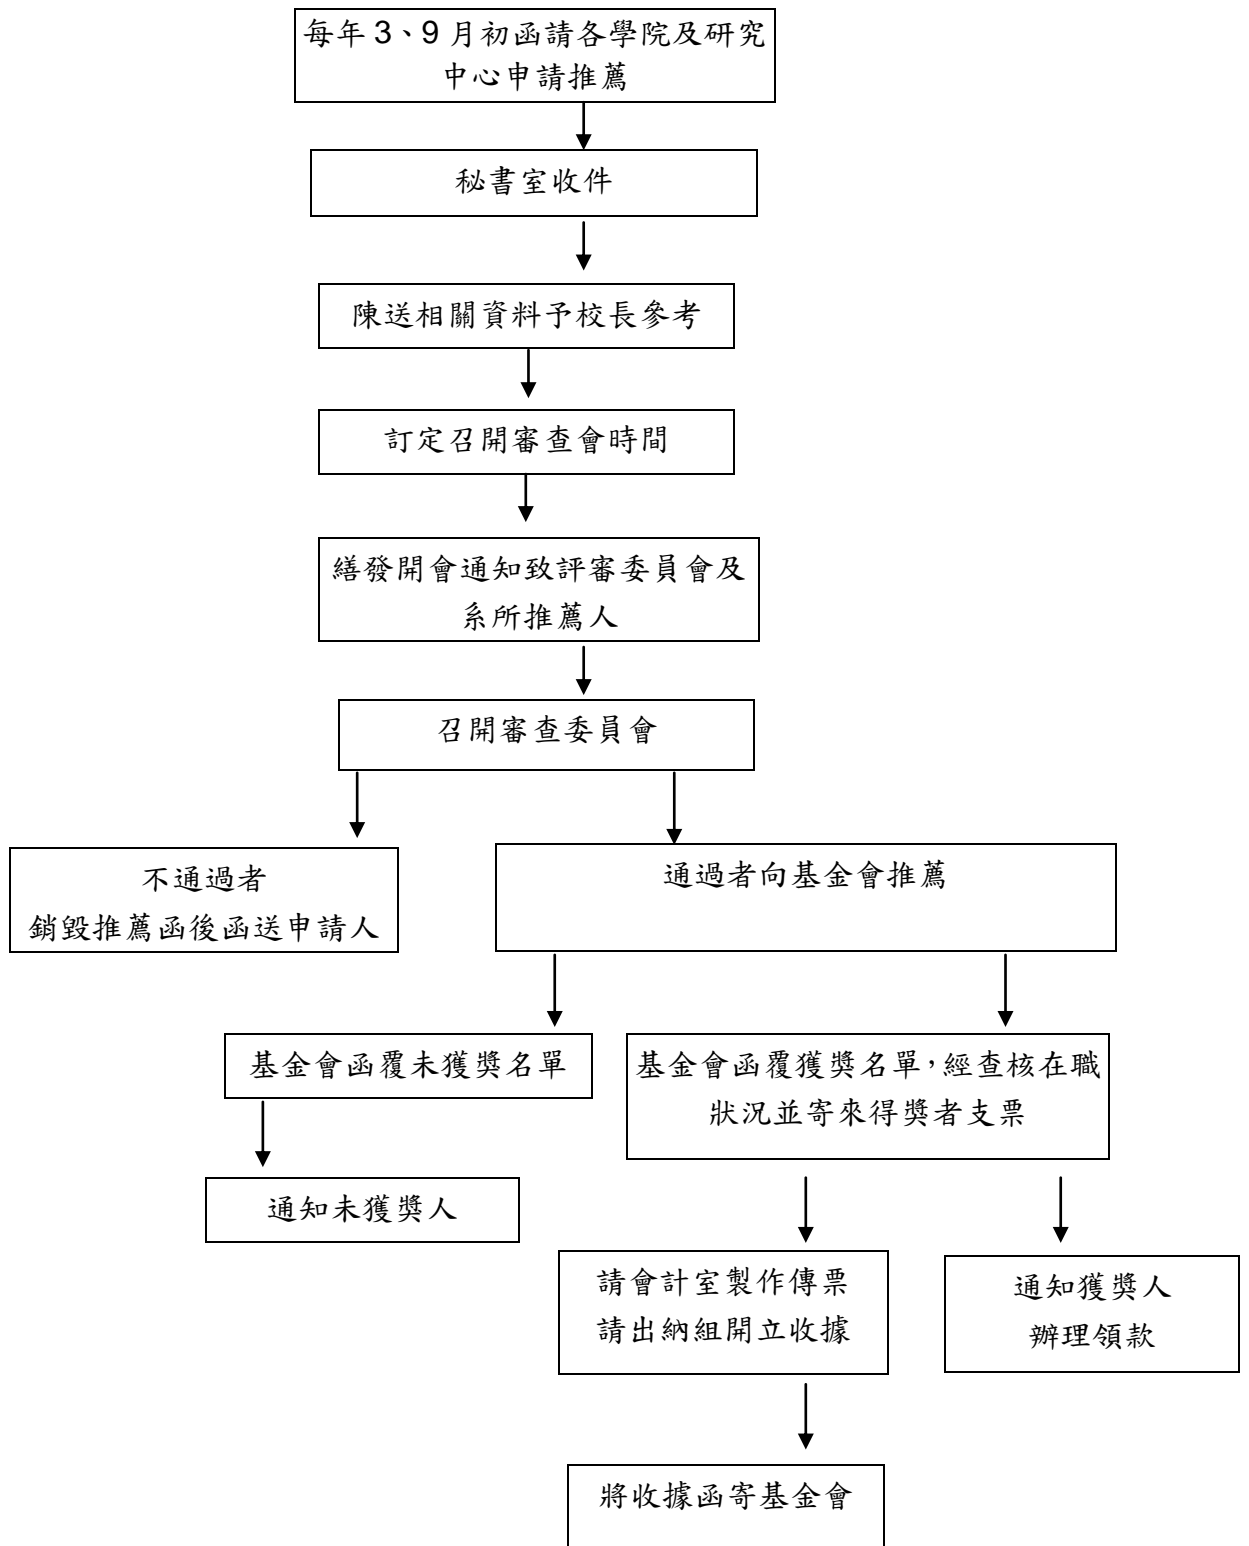 每年 3、9 月初函請各學院及研究
中心申請推薦
秘書室收件
陳送相關資料予校長參考
訂定召開審查會時間
繕發開會通知致評審委員會及
系所推薦人
召開審查委員會
不通過者
銷毀推薦函後函送申請人
通過者向基金會推薦
基金會函覆未獲獎名單
基金會函覆獲獎名單，經查核在職
狀況並寄來得獎者支票
通知未獲獎人
請會計室製作傳票
請出納組開立收據
通知獲獎人
辦理領款
將收據函寄基金會